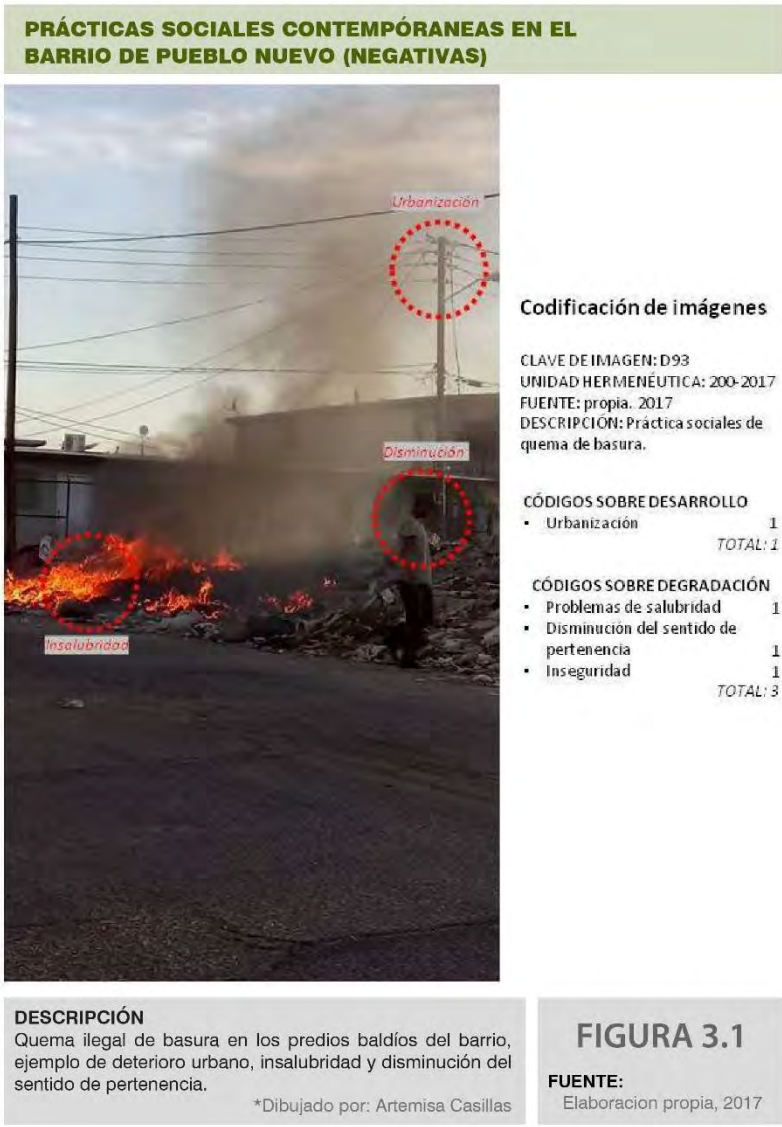 PRÁCTICAS SOCIALES CONTEMPÓRANEAS EN EL
BARRIO DE PUEBLO NUEVO (NEGATIVAS)
Urbanización
Disminución
Insalubridad
Codificación de imágenes
CLAVE DE IMAGEN: D93
UNIDAD HERMENÉUTICA: 200-2017
FUENTE: propia. 2017
DESCRIPCIÓN: Práctica sociales de
quema de basura.
CÓDIGOS SOBRE DESARROLLO
▪ Urbanización 1
TOTAL: 1
CÓDIGOS SOBRE DEGRADACIÓN
▪ Problemas de salubridad 1
▪ Disminución del sentido de
pertenencia 1
▪ Inseguridad 1
TOTAL: 3
DESCRIPCIÓN
Quema ilegal de basura en los predios baldíos del barrio,
ejemplo de deterioro urbano, insalubridad y disminución del
sentido de pertenencia.
*Dibujado por: Artemisa Casillas
FIGURA 3.1
FUENTE:
Elaboracion propia, 2017